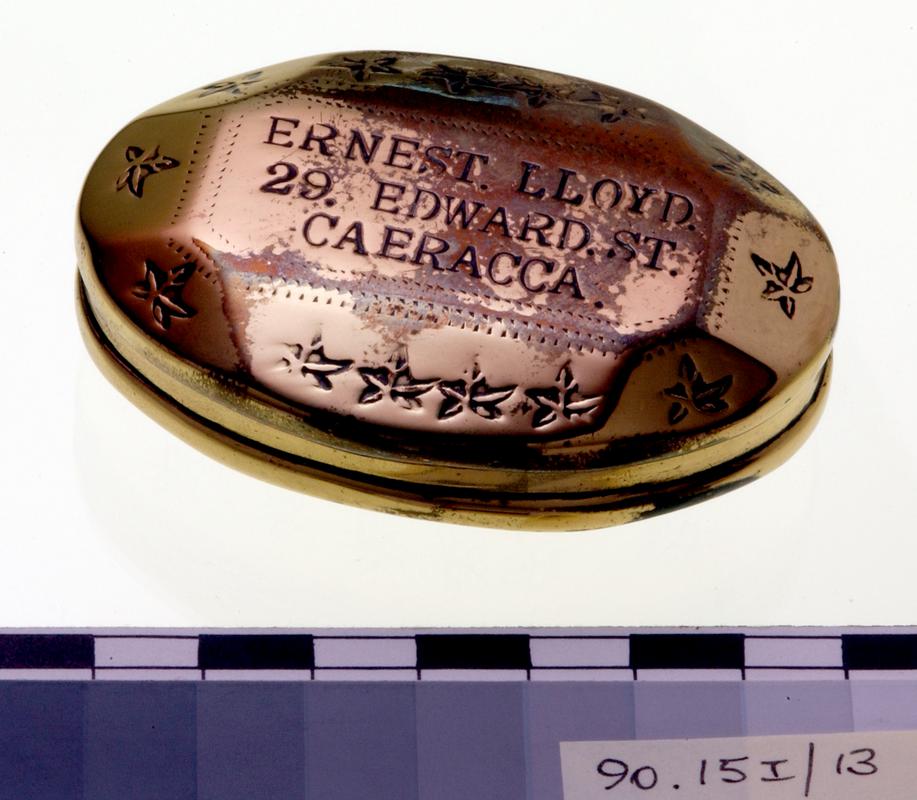 ERNEST. LLOYD.
29. EDWARD. ST.
CAERACCA.
90.15I/13